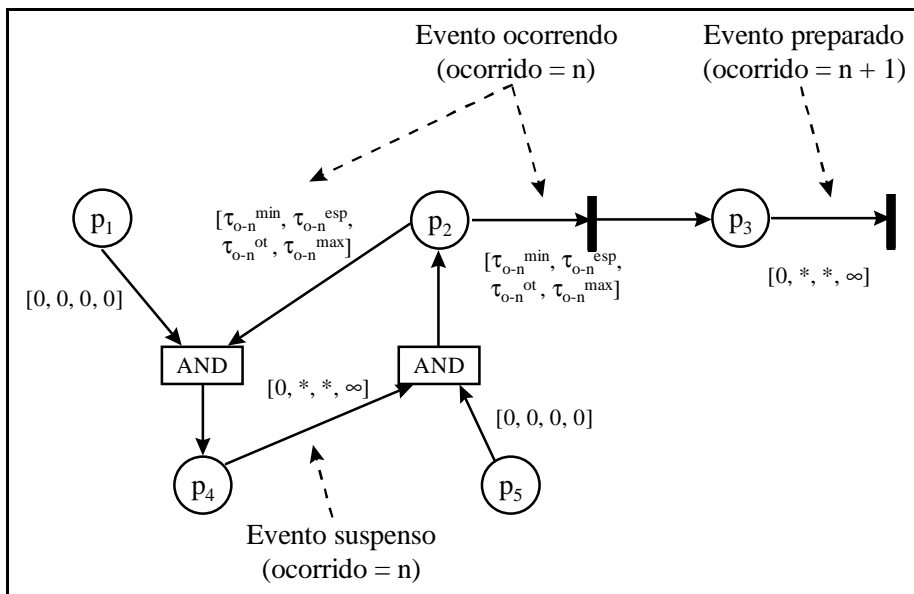 Evento ocorrendo
(ocorrido = n)
Evento preparado
(ocorrido = n + 1)
p₁
[τₒ₋ₙᵐⁱⁿ, τₒ₋ₙᵉˢᵖ,
τₒ₋ₙᵒᵗ, τₒ₋ₙᵐᵃˣ]
p₂
p₃
[τₒ₋ₙᵐⁱⁿ, τₒ₋ₙᵉˢᵖ,
τₒ₋ₙᵒᵗ, τₒ₋ₙᵐᵃˣ]
[0, *, *, ∞]
[0, 0, 0, 0]
AND
[0, *, *, ∞]
AND
[0, 0, 0, 0]
p₄
p₅
Evento suspenso
(ocorrido = n)